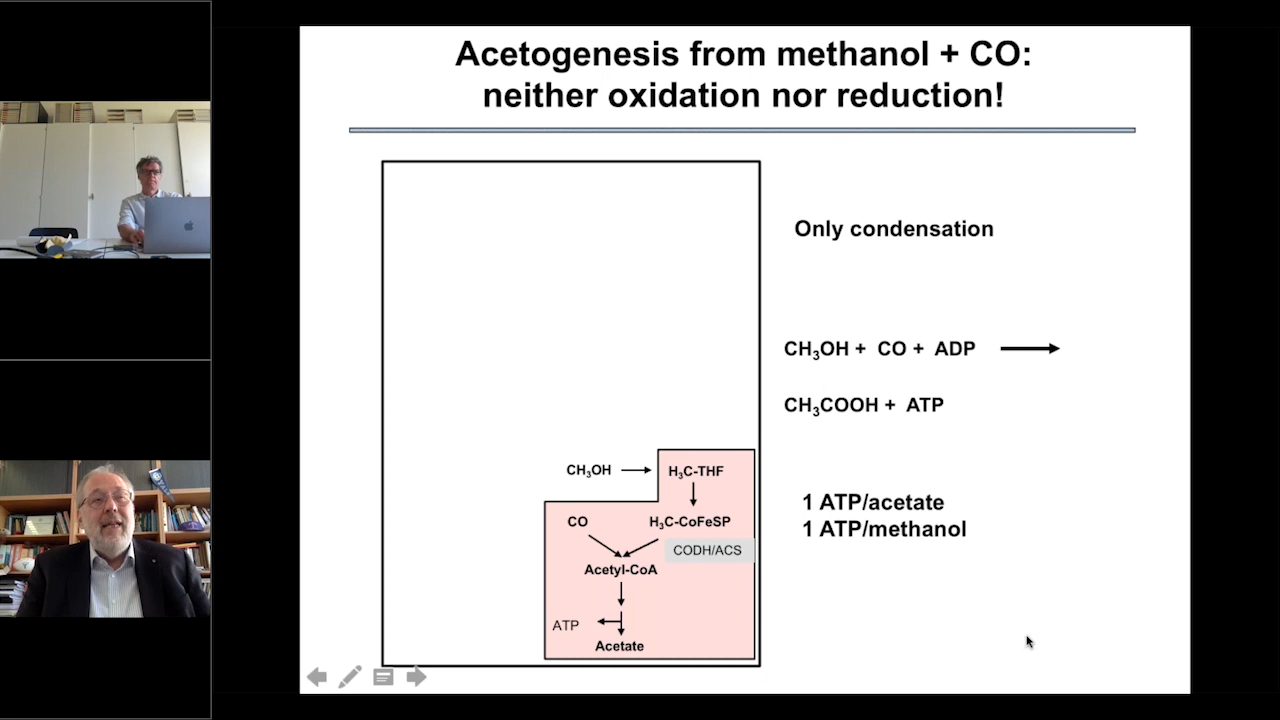 Acetogenesis from methanol + CO:
neither oxidation nor reduction!
Only condensation
CH₃OH + CO + ADP
CH₃COOH + ATP
CH₃OH
H₃C-THF
CO
H₃C-CoFeSP
CODH/ACS
Acetyl-CoA
ATP
Acetate
1 ATP/acetate
1 ATP/methanol